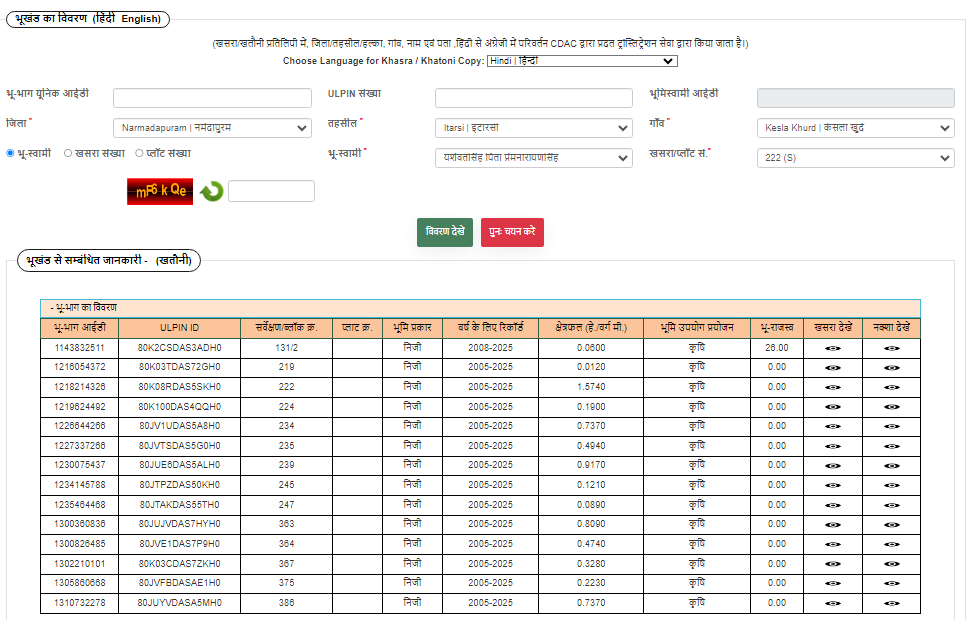 भूखंड का विवरण (हिंदी English)
(खसरा/खतौनी प्रतिलिपी में, जिला/तहसील/हल्का, गांव, नाम एवं पता ,हिंदी से अंग्रेजी में परिवर्तन CDAC द्वारा प्रदत ट्रांस्लिट्रेशन सेवा द्वारा किया जाता है।)
Choose Language for Khasra / Khatoni Copy: Hindi | हिन्दी
भू-भाग यूनिक आईडी ULPIN संख्या भूमिस्वामी आईडी
जिला * Narmadapuram | नर्मदापुरम तहसील * Itarsi | इटारसी गाँव * Kesla Khurd | केसला खुर्द
भू-स्वामी खसरा संख्या प्लॉट संख्या भू-स्वामी * यशवंतसिंह पिता प्रेमनारायणसिंह खसरा/प्लॉट सं.* 222 (S)
mP6 k Qe
विवरण देखे पुनः चयन करे
भूखंड से सम्बंधित जानकारी - (खतौनी)
- भू-भाग का विवरण
भू-भाग आईडी ULPIN ID सर्वेक्षण/ब्लॉक क्र. प्लाट क्र. भूमि प्रकार वर्ष के लिए रिकॉर्ड क्षेत्रफल (हे./वर्ग मी.) भूमि उपयोग प्रयोजन भू-राजस्व खसरा देखें नक्शा देखें
1143832511 80K2CSDAS3ADH0 131/2 निजी 2008-2025 0.0600 कृषि 26.00
1216054372 80K03TDAS72GH0 219 निजी 2005-2025 0.0120 कृषि 0.00
1218214326 80K08RDAS5SKH0 222 निजी 2005-2025 1.5740 कृषि 0.00
1219624492 80K100DAS4QQH0 224 निजी 2005-2025 0.1900 कृषि 0.00
1226644266 80JV1UDAS5A8H0 234 निजी 2005-2025 0.7370 कृषि 0.00
1227337266 80JVTSDAS5G0H0 235 निजी 2005-2025 0.4940 कृषि 0.00
1230075437 80JUE6DAS5ALH0 239 निजी 2005-2025 0.9170 कृषि 0.00
1234145788 80JTPZDAS50KH0 245 निजी 2005-2025 0.1210 कृषि 0.00
1235464468 80JTAKDAS55TH0 247 निजी 2005-2025 0.0890 कृषि 0.00
1300360836 80JUJVDAS7HYH0 363 निजी 2005-2025 0.8090 कृषि 0.00
1300826485 80JVE1DAS7P9H0 364 निजी 2005-2025 0.4740 कृषि 0.00
1302210101 80K03CDAS7ZKH0 367 निजी 2005-2025 0.3280 कृषि 0.00
1305860668 80JVFBDASAE1H0 375 निजी 2005-2025 0.2230 कृषि 0.00
1310732278 80JUYVDASA5MH0 386 निजी 2005-2025 0.7370 कृषि 0.00